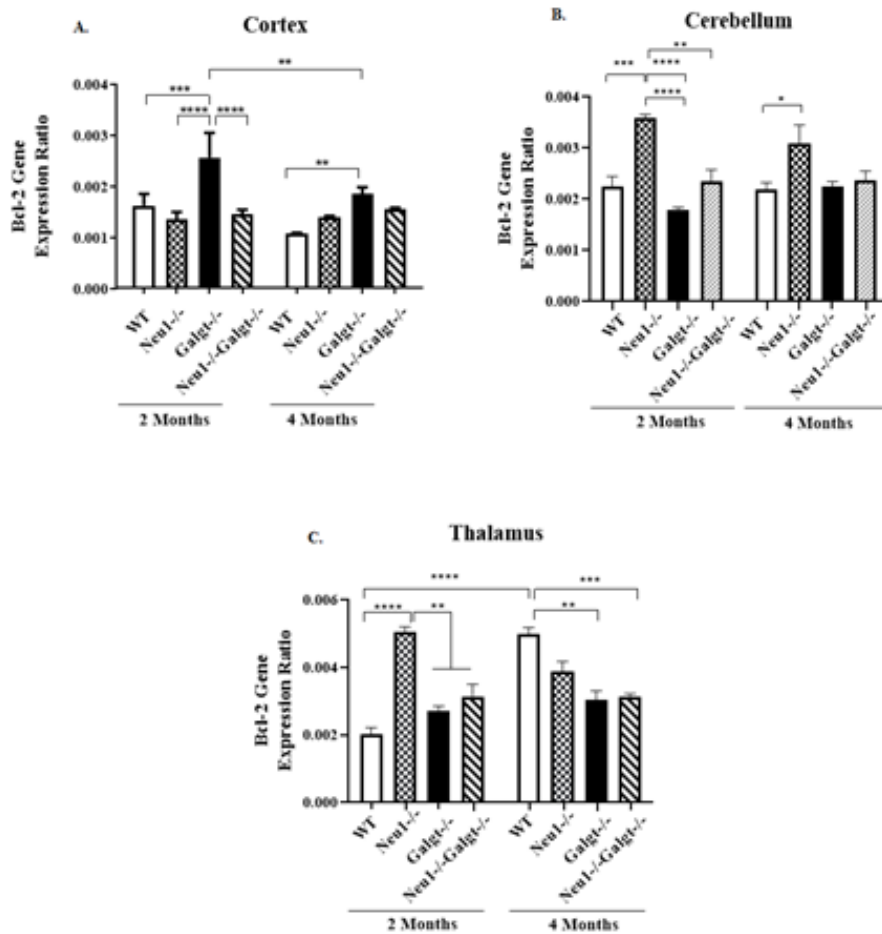 A.
Cortex
**
***
****
****
**
0.004
0.003
0.002
0.001
0.000
Bcl-2 Gene
Expression Ratio
WT
Neu1-/-
Galgt-/-
Neu1-/-Galgt-/-
WT
Neu1-/-
Galgt-/-
Neu1-/-Galgt-/-
2 Months
4 Months
B.
Cerebellum
**
***
****
****
*
0.004
0.003
0.002
0.001
0.000
Bcl-2 Gene
Expression Ratio
WT
Neu1-/-
Galgt-/-
Neu1-/-Galgt-/-
WT
Neu1-/-
Galgt-/-
Neu1-/-Galgt-/-
2 Months
4 Months
C.
Thalamus
****
***
****
**
**
0.006
0.004
0.002
0.000
Bcl-2 Gene
Expression Ratio
WT
Neu1-/-
Galgt-/-
Neu1-/-Galgt-/-
WT
Neu1-/-
Galgt-/-
Neu1-/-Galgt-/-
2 Months
4 Months